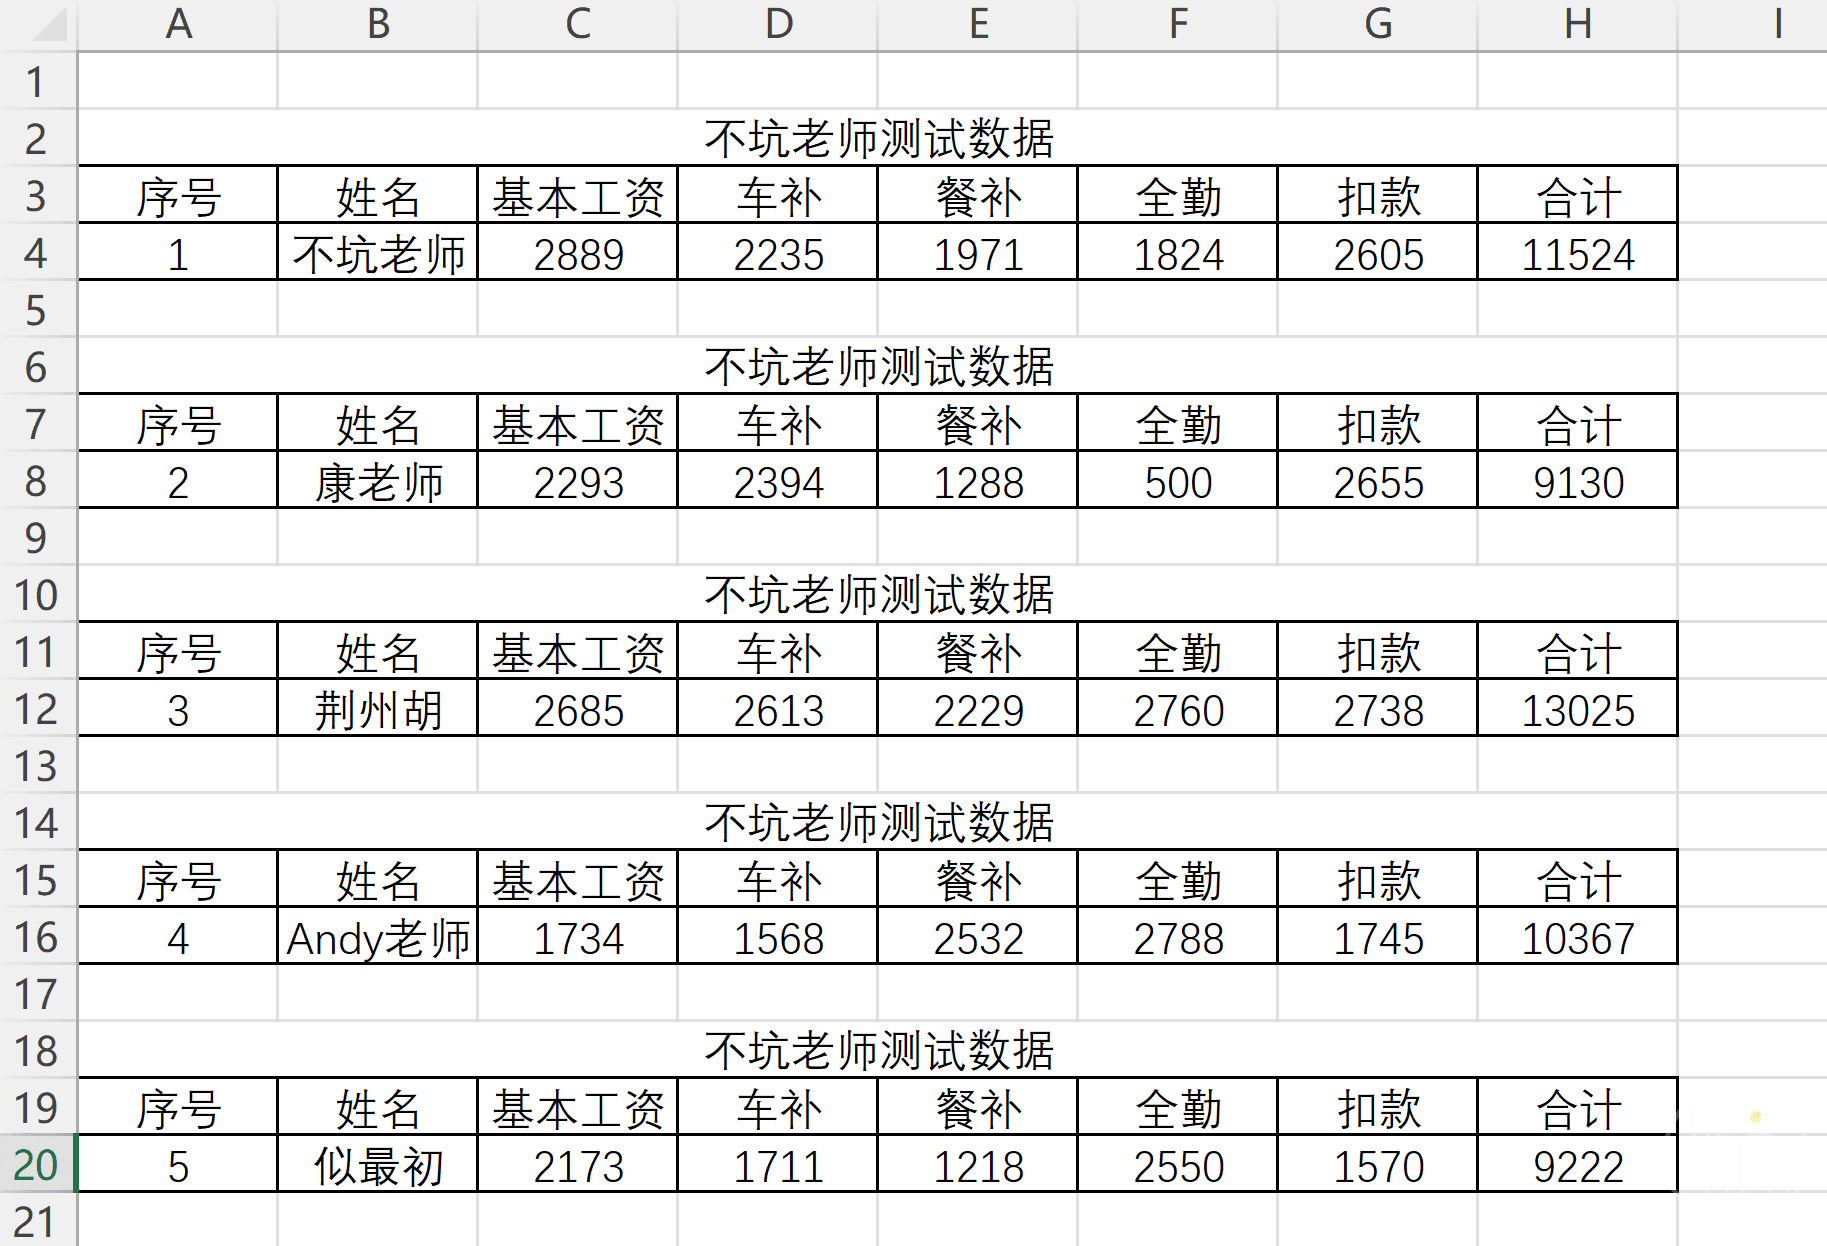 A B C D E F G H I
1
2 不坑老师测试数据
3 序号 姓名 基本工资 车补 餐补 全勤 扣款 合计
4 1 不坑老师 2889 2235 1971 1824 2605 11524
5
6 不坑老师测试数据
7 序号 姓名 基本工资 车补 餐补 全勤 扣款 合计
8 2 康老师 2293 2394 1288 500 2655 9130
9
10 不坑老师测试数据
11 序号 姓名 基本工资 车补 餐补 全勤 扣款 合计
12 3 荆州胡 2685 2613 2229 2760 2738 13025
13
14 不坑老师测试数据
15 序号 姓名 基本工资 车补 餐补 全勤 扣款 合计
16 4 Andy老师 1734 1568 2532 2788 1745 10367
17
18 不坑老师测试数据
19 序号 姓名 基本工资 车补 餐补 全勤 扣款 合计
20 5 似最初 2173 1711 1218 2550 1570 9222
21